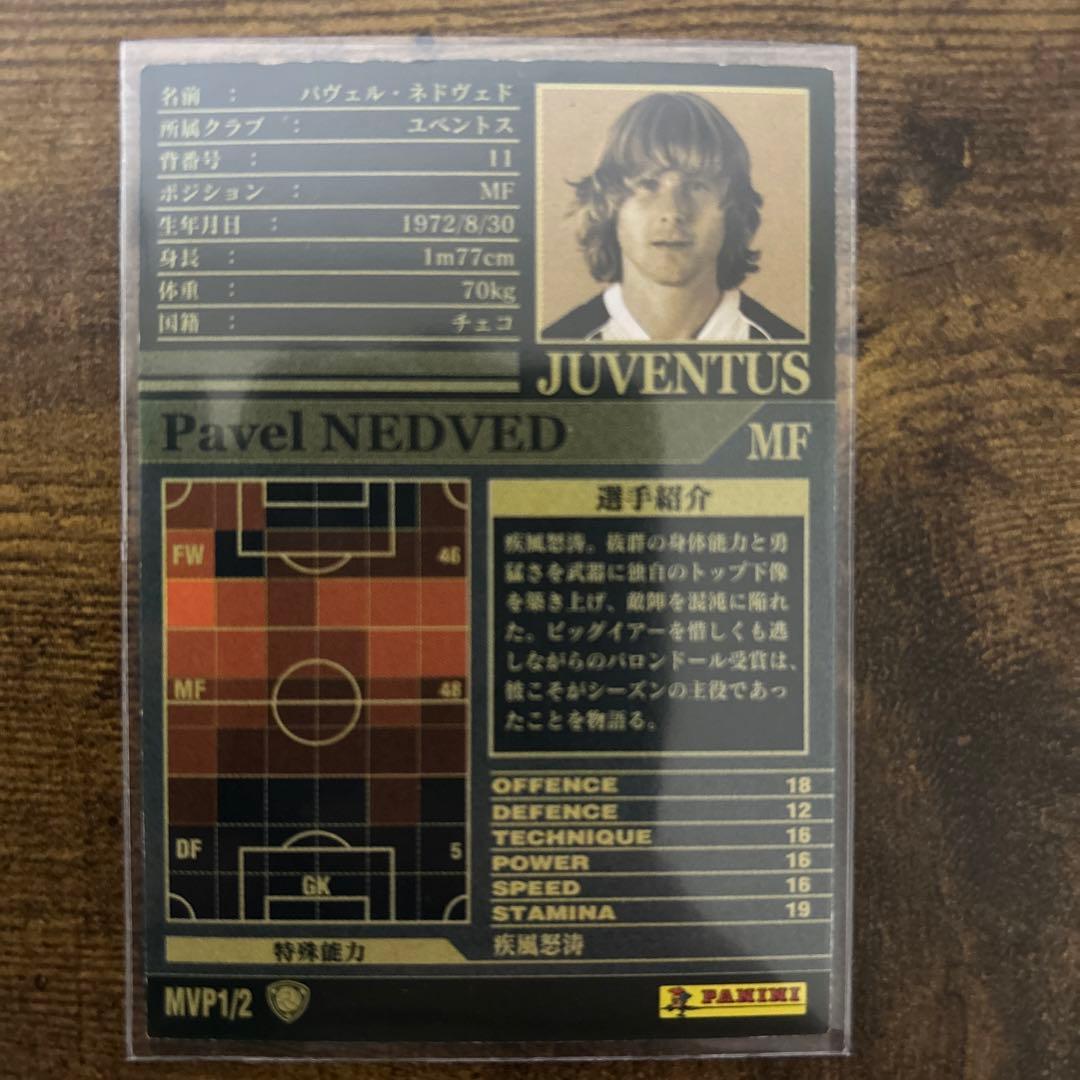 名前 : パヴェル・ネドヴェド
所属クラブ : ユベントス
背番号 : 11
ポジション : MF
生年月日 : 1972/8/30
身長 : 1m77cm
体重 : 70kg
国籍 : チェコ
JUVENTUS
Pavel NEDVED
MF
FW 46
MF 48
DF 5
GK
選手紹介
疾風怒涛。抜群の身体能力と勇
猛さを武器に独自のトップ下像
を築き上げ、敵陣を混沌に陥れ
た。ビッグイアーを惜しくも逃
しながらのバロンドール受賞は、
彼こそがシーズンの主役であっ
たことを物語る。
OFFENCE 18
DEFENCE 12
TECHNIQUE 16
POWER 16
SPEED 16
STAMINA 19
特殊能力
疾風怒涛
MVP1/2
PANINI